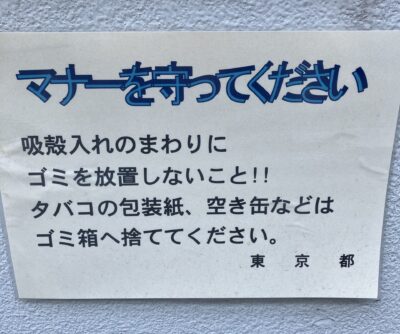 マナーを守ってください
吸殻入れのまわりに
ゴミを放置しないこと!!
タバコの包装紙、空き缶などは
ゴミ箱へ捨ててください。
東　京　都